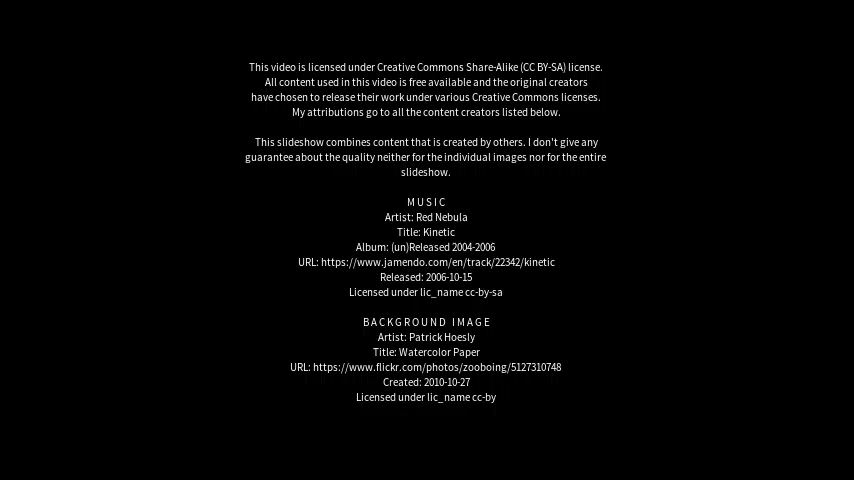 This video is licensed under Creative Commons Share-Alike (CC BY-SA) license.
All content used in this video is free available and the original creators
have chosen to release their work under various Creative Commons licenses.
My attributions go to all the content creators listed below.
This slideshow combines content that is created by others. I don't give any
guarantee about the quality neither for the individual images nor for the entire
slideshow.
MUSIC
Artist: Red Nebula
Title: Kinetic
Album: (un)Released 2004-2006
URL: https://www.jamendo.com/en/track/22342/kinetic
Released: 2006-10-15
Licensed under lic_name cc-by-sa
BACKGROUND IMAGE
Artist: Patrick Hoesly
Title: Watercolor Paper
URL: https://www.flickr.com/photos/zooboing/5127310748
Created: 2010-10-27
Licensed under lic_name cc-by